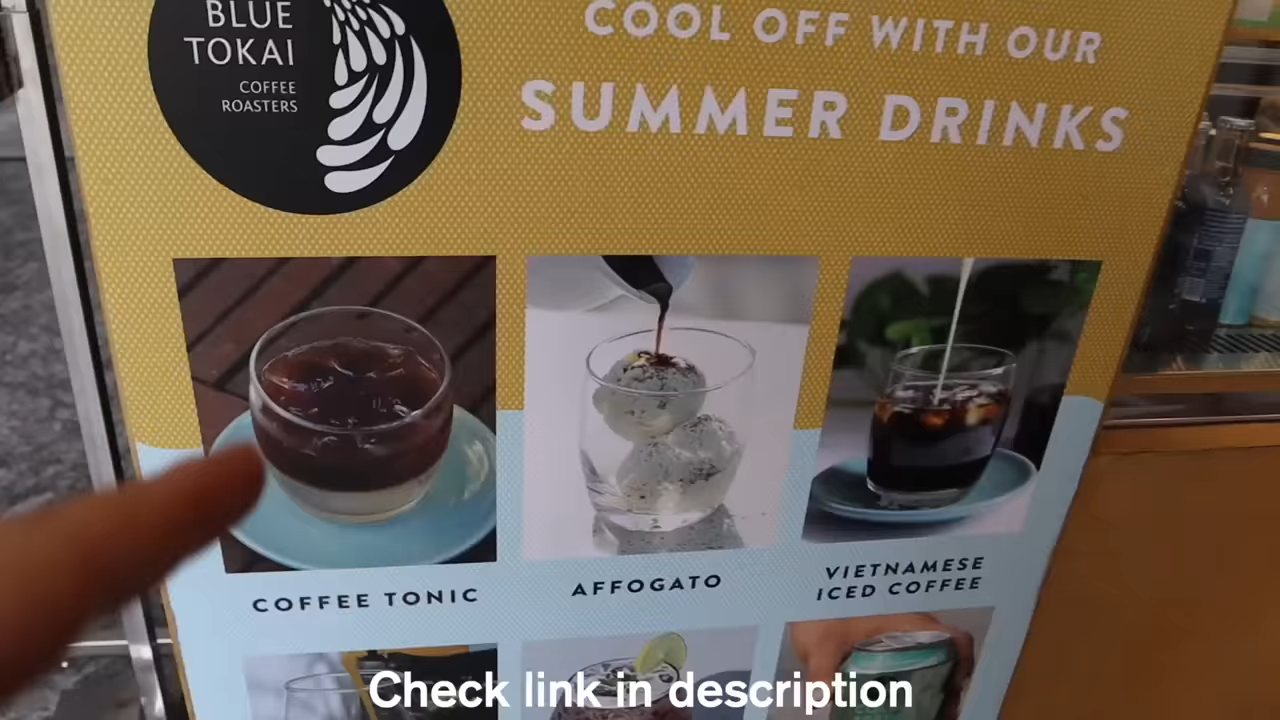 BLUE
TOKAI
COFFEE
ROASTERS
COOL OFF WITH OUR
SUMMER DRINKS
COFFEE TONIC
AFFOGATO
VIETNAMESE
ICED COFFEE
Check link in description